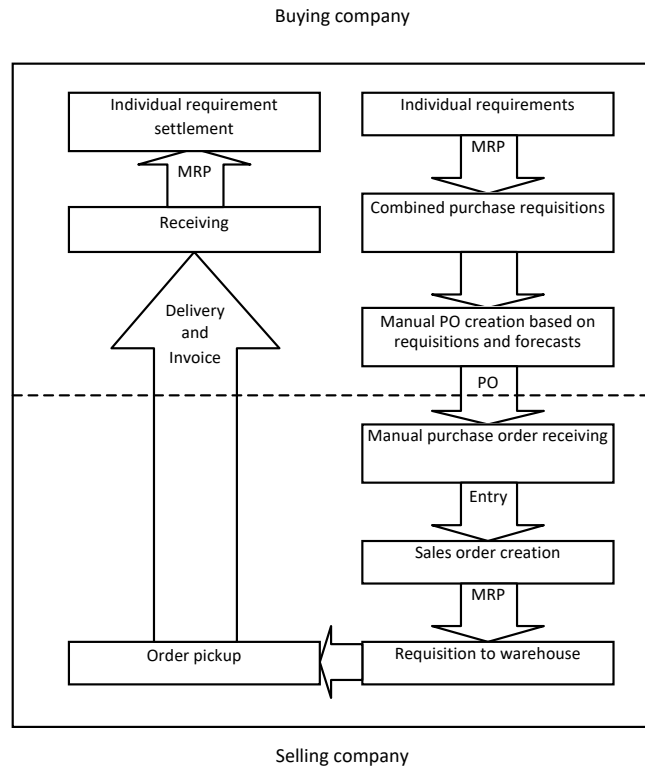 Buying company
Individual requirement
settlement
MRP
Receiving
Delivery
and
Invoice
Individual requirements
MRP
Combined purchase requisitions
Manual PO creation based on
requisitions and forecasts
PO
Manual purchase order receiving
Entry
Sales order creation
MRP
Requisition to warehouse
Order pickup
Selling company